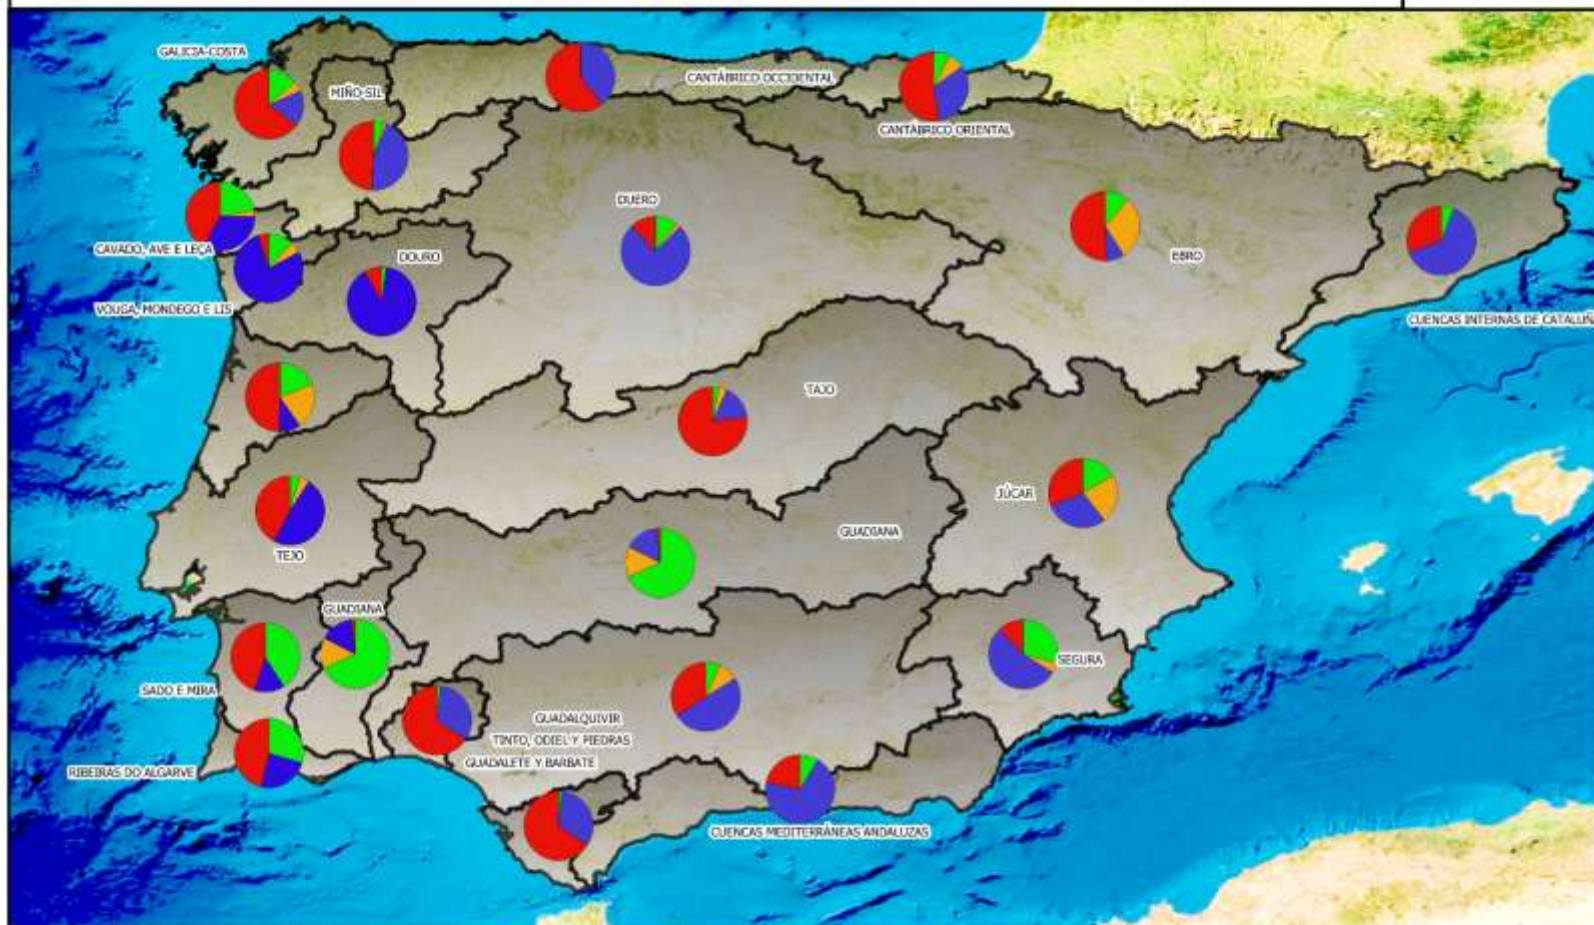 GALICIA-COSTA
MIÑO-SIL
CANTÁBRICO OCCIDENTAL
CANTÁBRICO ORIENTAL
DUERO
CAVADO, AVE E LEÇA
DOURO
EBRO
VOUGA, MONDEGO E LIS
CUENCAS INTERNAS DE CATALUÑ
TAJO
JÚCAR
GUADIANA
TEJO
GUADIANA
SEGURA
SADO E MIRA
GUADALQUIVIR
TINTO, ODIEL Y PIEDRAS
GUADALETE Y BARBATE
RIBEIRAS DO ALGARVE
CUENCAS MEDITERRÁNEAS ANDALUZAS